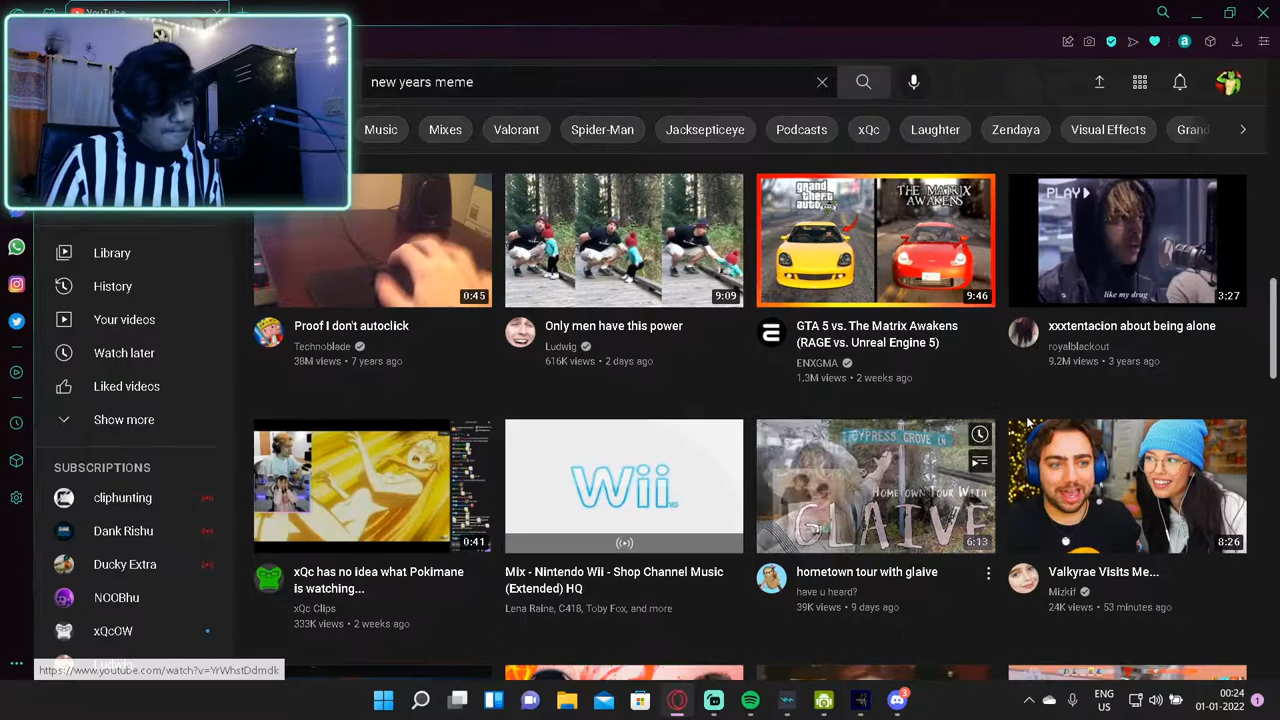 YouTube
new years meme
Music
Mixes
Valorant
Spider-Man
Jacksepticeye
Podcasts
xQc
Laughter
Zendaya
Visual Effects
Grand
Library
History
Your videos
Watch later
Liked videos
Show more
SUBSCRIPTIONS
cliphunting
Dank Rishu
Ducky Extra
NOOBhu
xQcOW
Ludwig
https://www.youtube.com/watch?v=YrWhstDdmdk
0:45
Proof I don't autoclick
Technoblade
38M views • 7 years ago
9:09
Only men have this power
Ludwig
616K views • 2 days ago
grand
theft
auto
THE MATRIX
AWAKENS
9:46
GTA 5 vs. The Matrix Awakens
(RAGE vs. Unreal Engine 5)
ENXGMA
1.3M views • 2 weeks ago
PLAY
like my drug
3:27
xxxtentacion about being alone
royalblackout
9.2M views • 3 years ago
0:41
xQc has no idea what Pokimane
is watching...
xQc Clips
333K views • 2 weeks ago
Wii
Mix - Nintendo Wii - Shop Channel Music
(Extended) HQ
Lena Raine, C418, Toby Fox, and more
CYPRESS GROVE LN
HOMETOWN TOUR WITH
GLAIVE
6:13
hometown tour with glaive
have u heard?
39K views • 9 days ago
8:26
Valkyrae Visits Me...
Mizkif
24K views • 53 minutes ago
3
ENG
US
00:24
01-01-2022
1